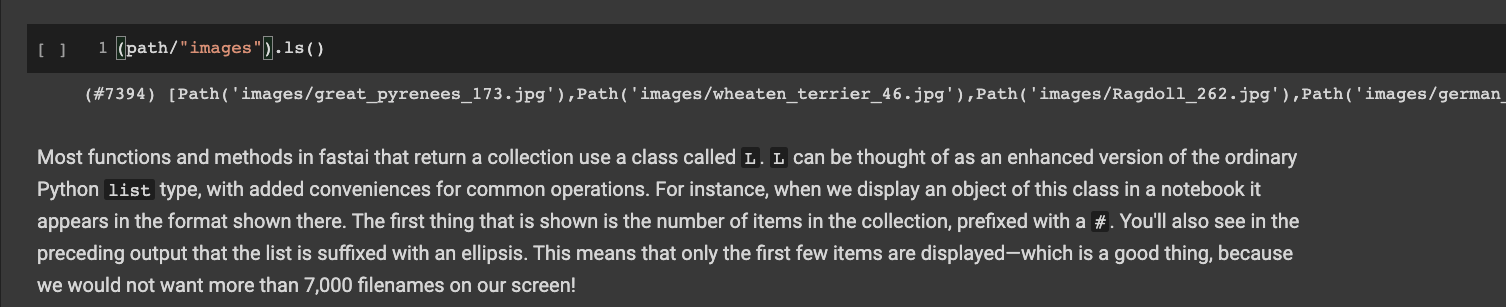 [ ] 1 (path/"images").ls()
(#7394) [Path('images/great_pyrenees_173.jpg'),Path('images/wheaten_terrier_46.jpg'),Path('images/Ragdoll_262.jpg'),Path('images/german_
Most functions and methods in fastai that return a collection use a class called L. L can be thought of as an enhanced version of the ordinary
Python list type, with added conveniences for common operations. For instance, when we display an object of this class in a notebook it
appears in the format shown there. The first thing that is shown is the number of items in the collection, prefixed with a #. You'll also see in the
preceding output that the list is suffixed with an ellipsis. This means that only the first few items are displayed—which is a good thing, because
we would not want more than 7,000 filenames on our screen!